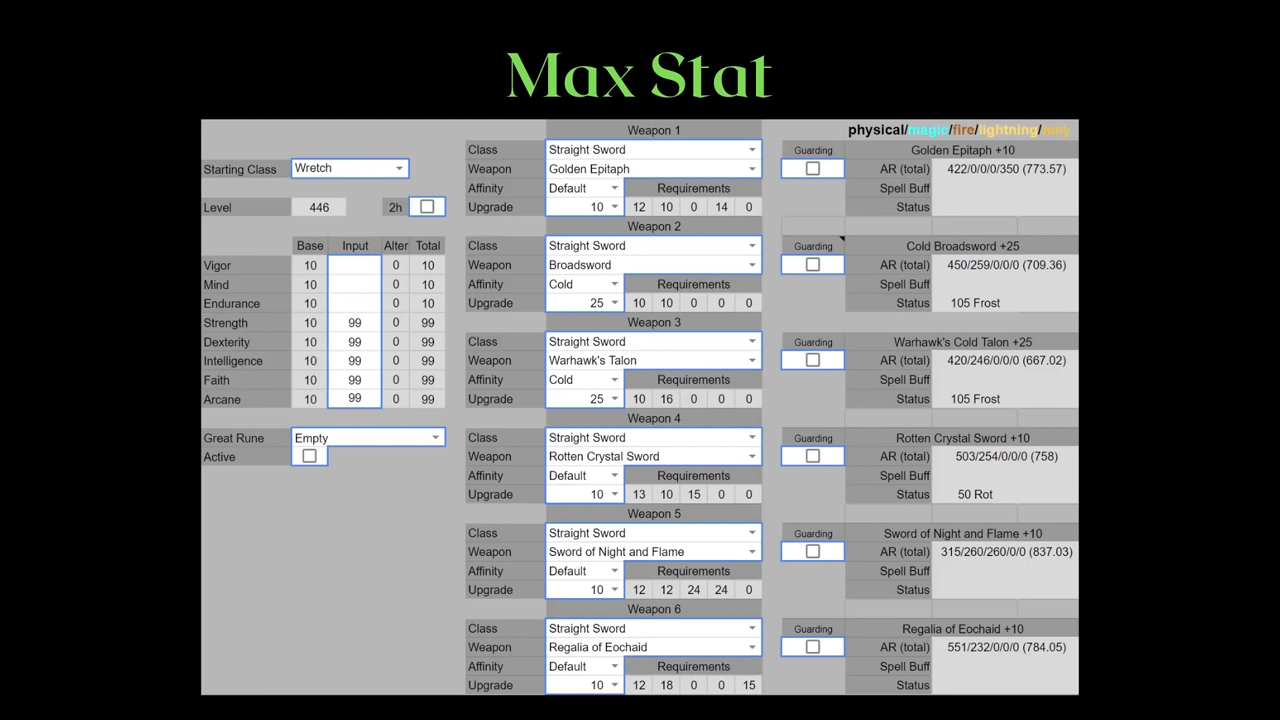 Max Stat
Weapon 1
physical/magic/fire/lightning/holy
Class Straight Sword Guarding Golden Epitaph +10
Starting Class Wretch Weapon Golden Epitaph AR (total) 422/0/0/0/350 (773.57)
Affinity Default Requirements Spell Buff
Level 446 2h Upgrade 10 12 10 0 14 0 Status
Weapon 2
Base Input Alter Total Class Straight Sword Guarding Cold Broadsword +25
Vigor 10 0 10 Weapon Broadsword AR (total) 450/259/0/0/0 (709.36)
Mind 10 0 10 Affinity Cold Requirements Spell Buff
Endurance 10 0 10 Upgrade 25 10 10 0 0 0 Status 105 Frost
Strength 10 99 0 99 Weapon 3
Dexterity 10 99 0 99 Class Straight Sword Warhawk's Cold Talon +25
Intelligence 10 99 0 99 Weapon Warhawk's Talon AR (total) 420/246/0/0/0 (667.02)
Faith 10 99 0 99 Affinity Cold Requirements Spell Buff
Arcane 10 99 0 99 Upgrade 25 10 16 0 0 0 Status 105 Frost
Weapon 4
Great Rune Empty Class Straight Sword Guarding Rotten Crystal Sword +10
Active Weapon Rotten Crystal Sword AR (total) 503/254/0/0/0 (758)
Affinity Default Requirements Spell Buff
Upgrade 10 13 10 15 0 0 Status 50 Rot
Weapon 5
Class Straight Sword Guarding Sword of Night and Flame +10
Weapon Sword of Night and Flame AR (total) 315/260/260/0/0 (837.03)
Affinity Default Requirements Spell Buff
Upgrade 10 12 12 24 24 0 Status
Weapon 6
Class Straight Sword Guarding Regalia of Eochaid +10
Weapon Regalia of Eochaid AR (total) 551/232/0/0/0 (784.05)
Affinity Default Requirements Spell Buff
Upgrade 10 12 18 0 0 15 Status